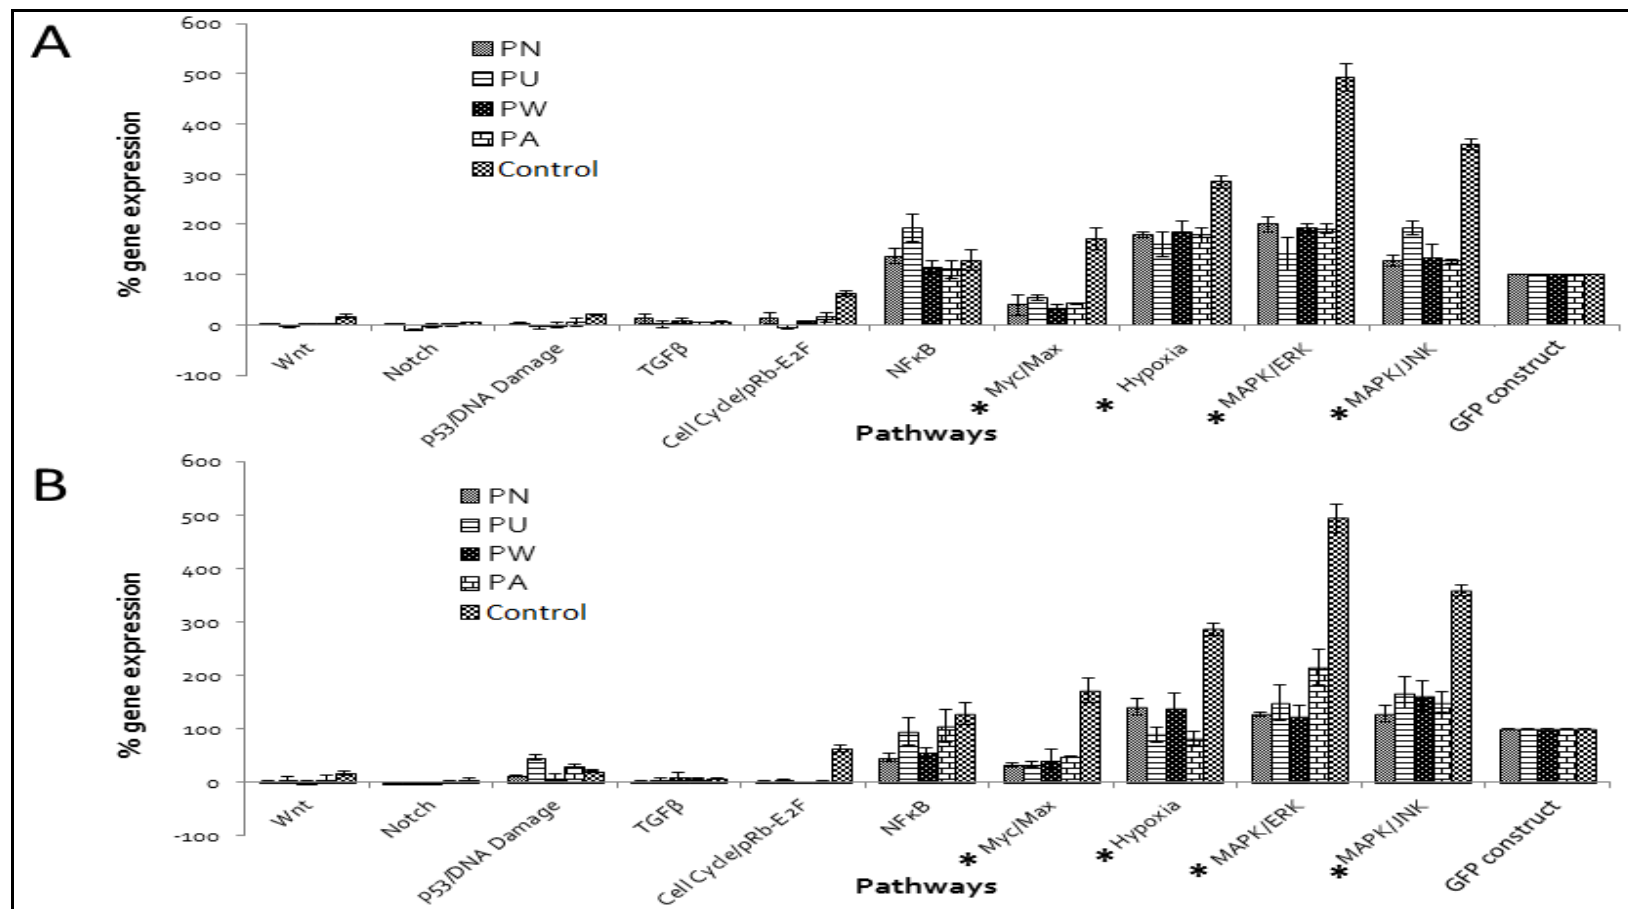 A
600
500
400
300
200
100
0
-100
% gene expression
PN
PU
PW
PA
Control
Wnt
Notch
P53/DNA Damage
TGFβ
Cell Cycle/pRb-E2F
NFκB
* Myc/Max
* Hypoxia
* MAPK/ERK
* MAPK/JNK
GFP construct
Pathways
B
600
500
400
300
200
100
0
-100
% gene expression
PN
PU
PW
PA
Control
Wnt
Notch
P53/DNA Damage
TGFβ
Cell Cycle/pRb-E2F
NFκB
* Myc/Max
* Hypoxia
* MAPK/ERK
* MAPK/JNK
GFP construct
Pathways